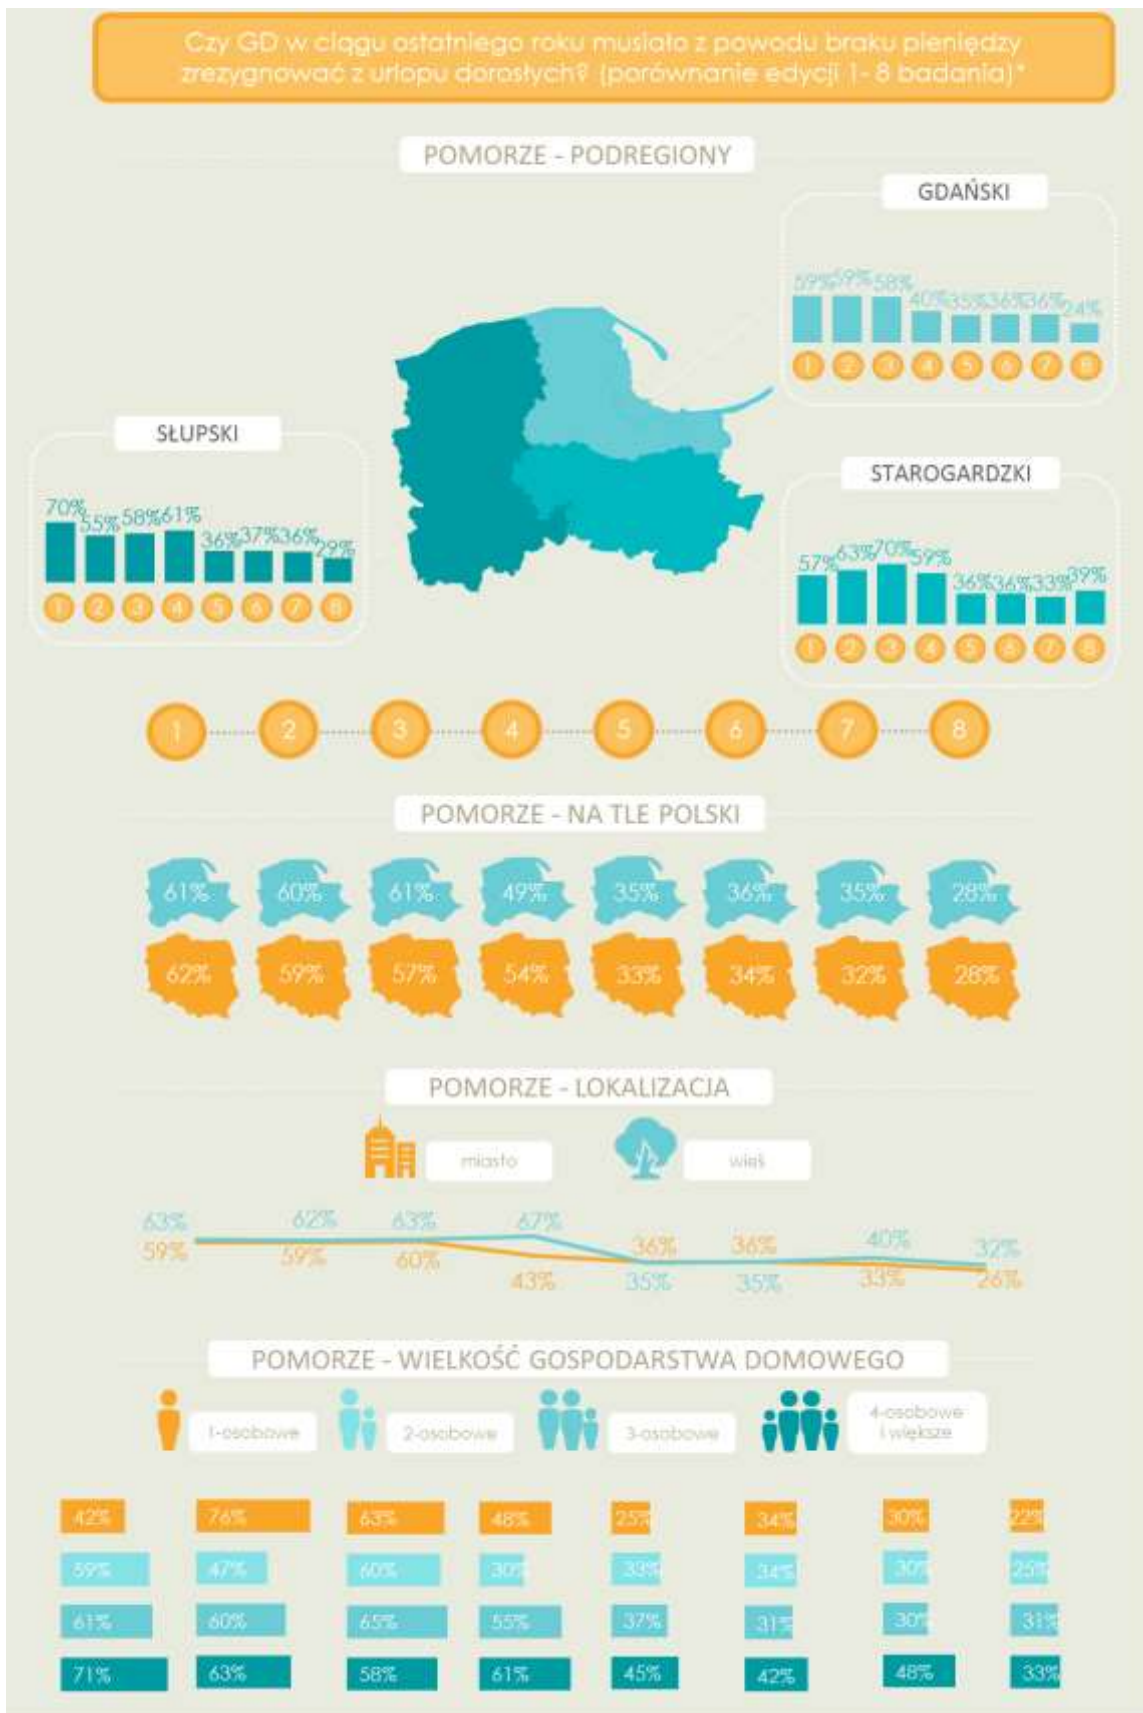 Czy GD w ciągu ostatniego roku musiało z powodu braku pieniędzy
zrezygnować z urlopu dorosłych? (porównanie edycji 1- 8 badania)*
POMORZE - PODREGIONY
GDAŃSKI
59% 59% 58% 40% 35% 36% 36% 24%
1 2 3 4 5 6 7 8
SŁUPSKI
70% 55% 58% 61% 36% 37% 36% 29%
1 2 3 4 5 6 7 8
STAROGARDZKI
57% 63% 70% 59% 36% 36% 33% 39%
1 2 3 4 5 6 7 8
1 2 3 4 5 6 7 8
POMORZE - NA TLE POLSKI
61% 60% 61% 49% 35% 36% 35% 28%
62% 59% 57% 54% 33% 34% 32% 28%
POMORZE - LOKALIZACJA
miasto wieś
63% 62% 63% 67% 36% 36% 40% 32%
59% 59% 60% 43% 35% 35% 33% 26%
POMORZE - WIELKOŚĆ GOSPODARSTWA DOMOWEGO
1-osobowe 2-osobowe 3-osobowe 4-osobowe
i większe
42% 76% 63% 48% 25% 34% 30% 22%
59% 47% 60% 30% 33% 34% 30% 25%
61% 60% 65% 55% 37% 31% 30% 31%
71% 63% 58% 61% 45% 42% 48% 33%